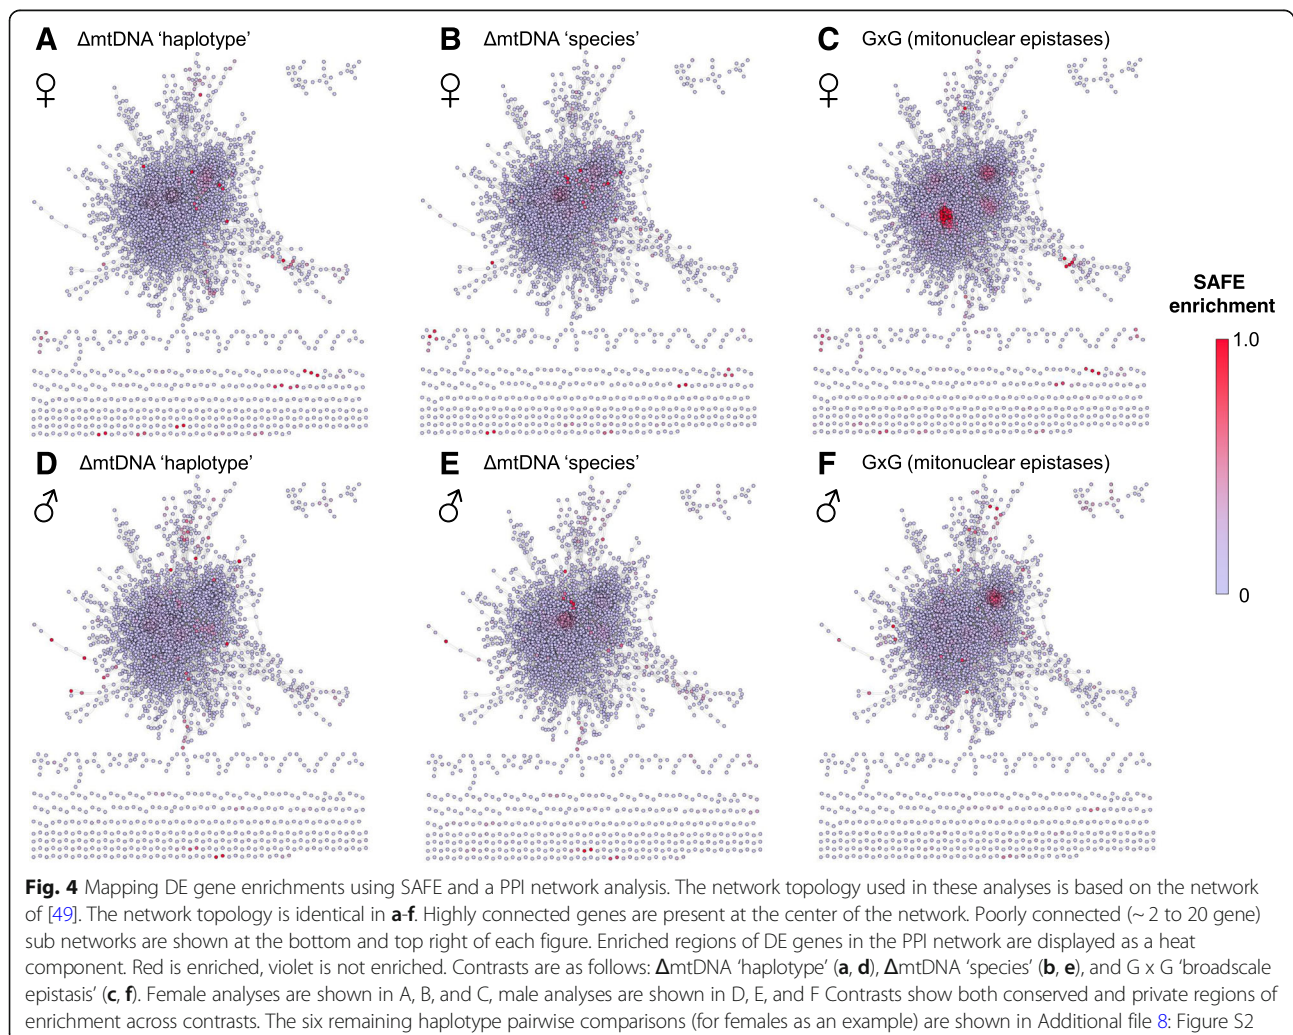 A ΔmtDNA ‘haplotype’
♀
B ΔmtDNA ‘species’
♀
C GxG (mitonuclear epistases)
♀
SAFE
enrichment
1.0
0
D ΔmtDNA ‘haplotype’
♂
E ΔmtDNA ‘species’
♂
F GxG (mitonuclear epistases)
♂
Fig. 4 Mapping DE gene enrichments using SAFE and a PPI network analysis. The network topology used in these analyses is based on the network
of [49]. The network topology is identical in a-f. Highly connected genes are present at the center of the network. Poorly connected (~ 2 to 20 gene)
sub networks are shown at the bottom and top right of each figure. Enriched regions of DE genes in the PPI network are displayed as a heat
component. Red is enriched, violet is not enriched. Contrasts are as follows: ΔmtDNA ‘haplotype’ (a, d), ΔmtDNA ‘species’ (b, e), and G x G ‘broadscale
epistasis’ (c, f). Female analyses are shown in A, B, and C, male analyses are shown in D, E, and F Contrasts show both conserved and private regions of
enrichment across contrasts. The six remaining haplotype pairwise comparisons (for females as an example) are shown in Additional file 8: Figure S2